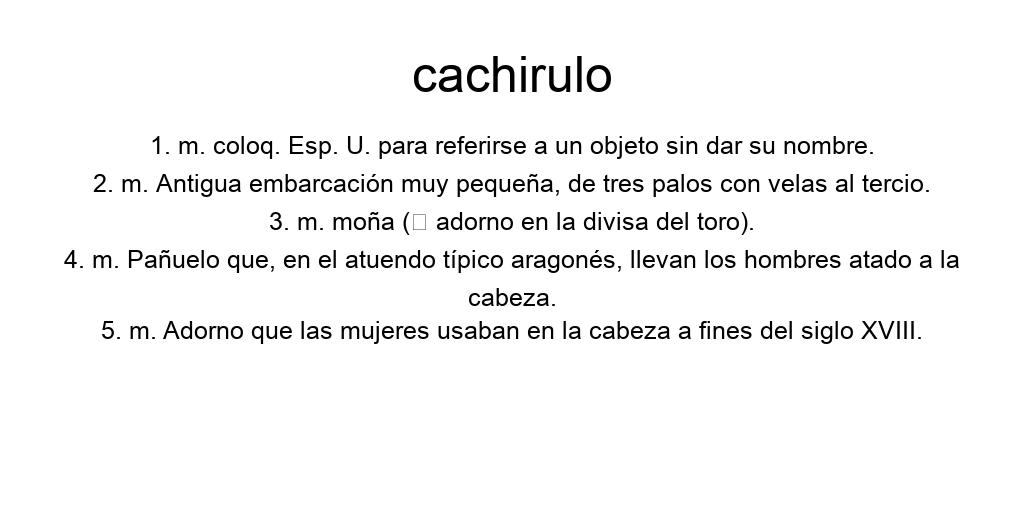 cachirulo
1. m. coloq. Esp. U. para referirse a un objeto sin dar su nombre.
2. m. Antigua embarcación muy pequeña, de tres palos con velas al tercio.
3. m. moña (□ adorno en la divisa del toro).
4. m. Pañuelo que, en el atuendo típico aragonés, llevan los hombres atado a la
cabeza.
5. m. Adorno que las mujeres usaban en la cabeza a fines del siglo XVIII.